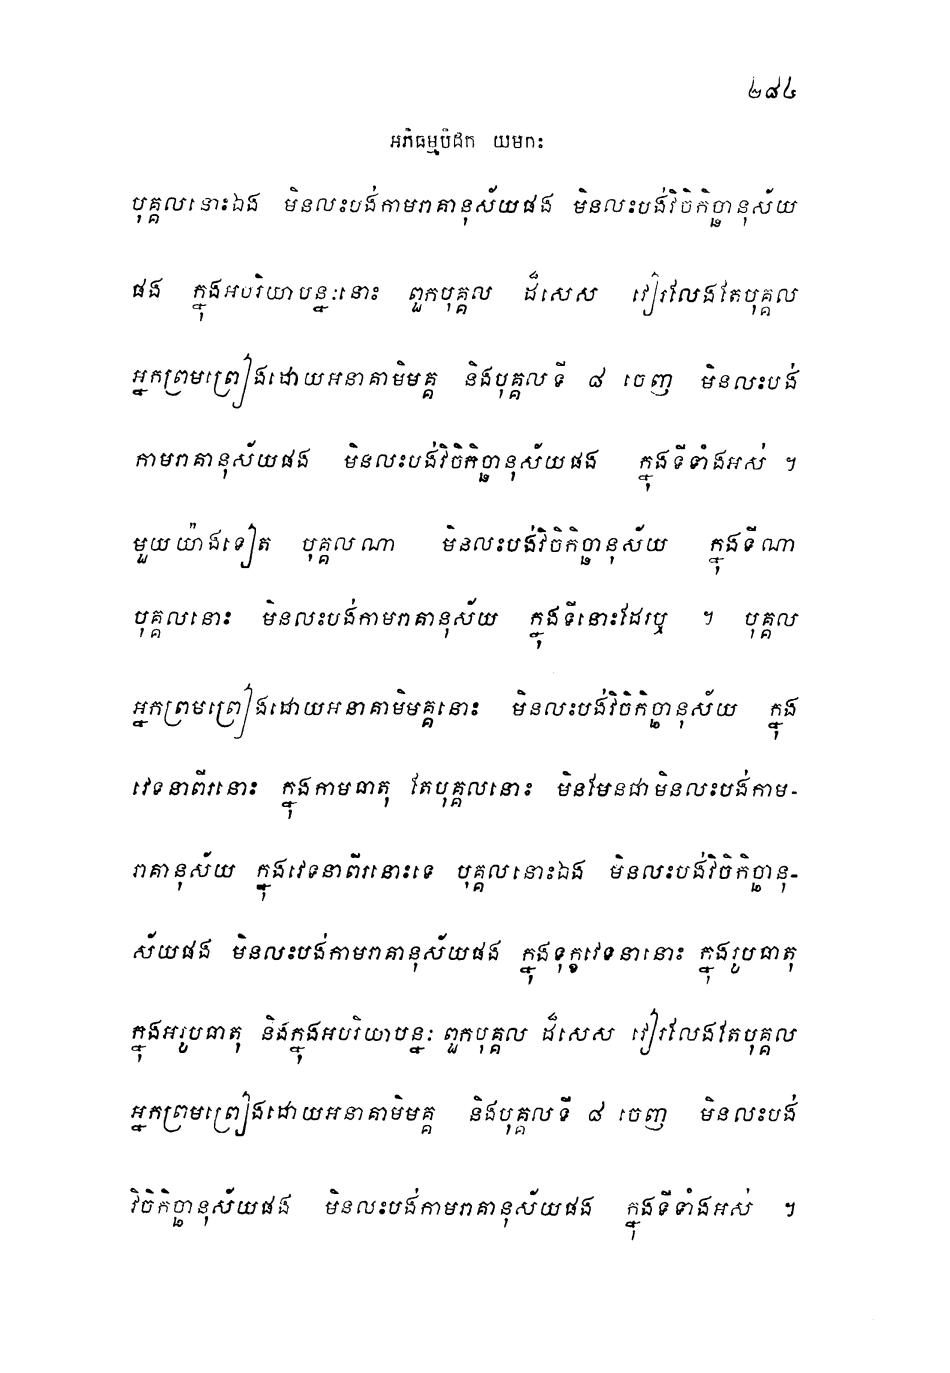 ២៨៤
អភិធម្មបិដក យមកៈ
បុគ្គលនោះឯង មិនលះបង់កាមរាគានុស័យផង មិនលះបង់វិចិកិច្ឆានុស័យ
ផង ក្នុងអបរិយាបន្នៈនោះ ពួកបុគ្គល ដ៏សេស វៀរលែងតែបុគ្គល
អ្នកព្រមព្រៀងដោយអនាគាមិមគ្គ និងបុគ្គលទី ៨ ចេញ មិនលះបង់
កាមរាគានុស័យផង មិនលះបង់វិចិកិច្ឆានុស័យផង ក្នុងទីទាំងអស់ ។
មួយយ៉ាងទៀត បុគ្គលណា មិនលះបង់វិចិកិច្ឆានុស័យ ក្នុងទីណា
បុគ្គលនោះ មិនលះបង់កាមរាគានុស័យ ក្នុងទីនោះដែរឬ ។ បុគ្គល
អ្នកព្រមព្រៀងដោយអនាគាមិមគ្គនោះ មិនលះបង់វិចិកិច្ឆានុស័យ ក្នុង
វេទនាពីរនោះ ក្នុងកាមធាតុ តែបុគ្គលនោះ មិនមែនជាមិនលះបង់កាម-
រាគានុស័យ ក្នុងវេទនាពីរនោះទេ បុគ្គលនោះឯង មិនលះបង់វិចិកិច្ឆានុ-
ស័យផង មិនលះបង់កាមរាគានុស័យផង ក្នុងទុក្ខវេទនានោះ ក្នុងរូបធាតុ
ក្នុងអរូបធាតុ និងក្នុងអបរិយាបន្នៈ ពួកបុគ្គល ដ៏សេស វៀរលែងតែបុគ្គល
អ្នកព្រមព្រៀងដោយអនាគាមិមគ្គ និងបុគ្គលទី ៨ ចេញ មិនលះបង់
វិចិកិច្ឆានុស័យផង មិនលះបង់កាមរាគានុស័យផង ក្នុងទីទាំងអស់ ។